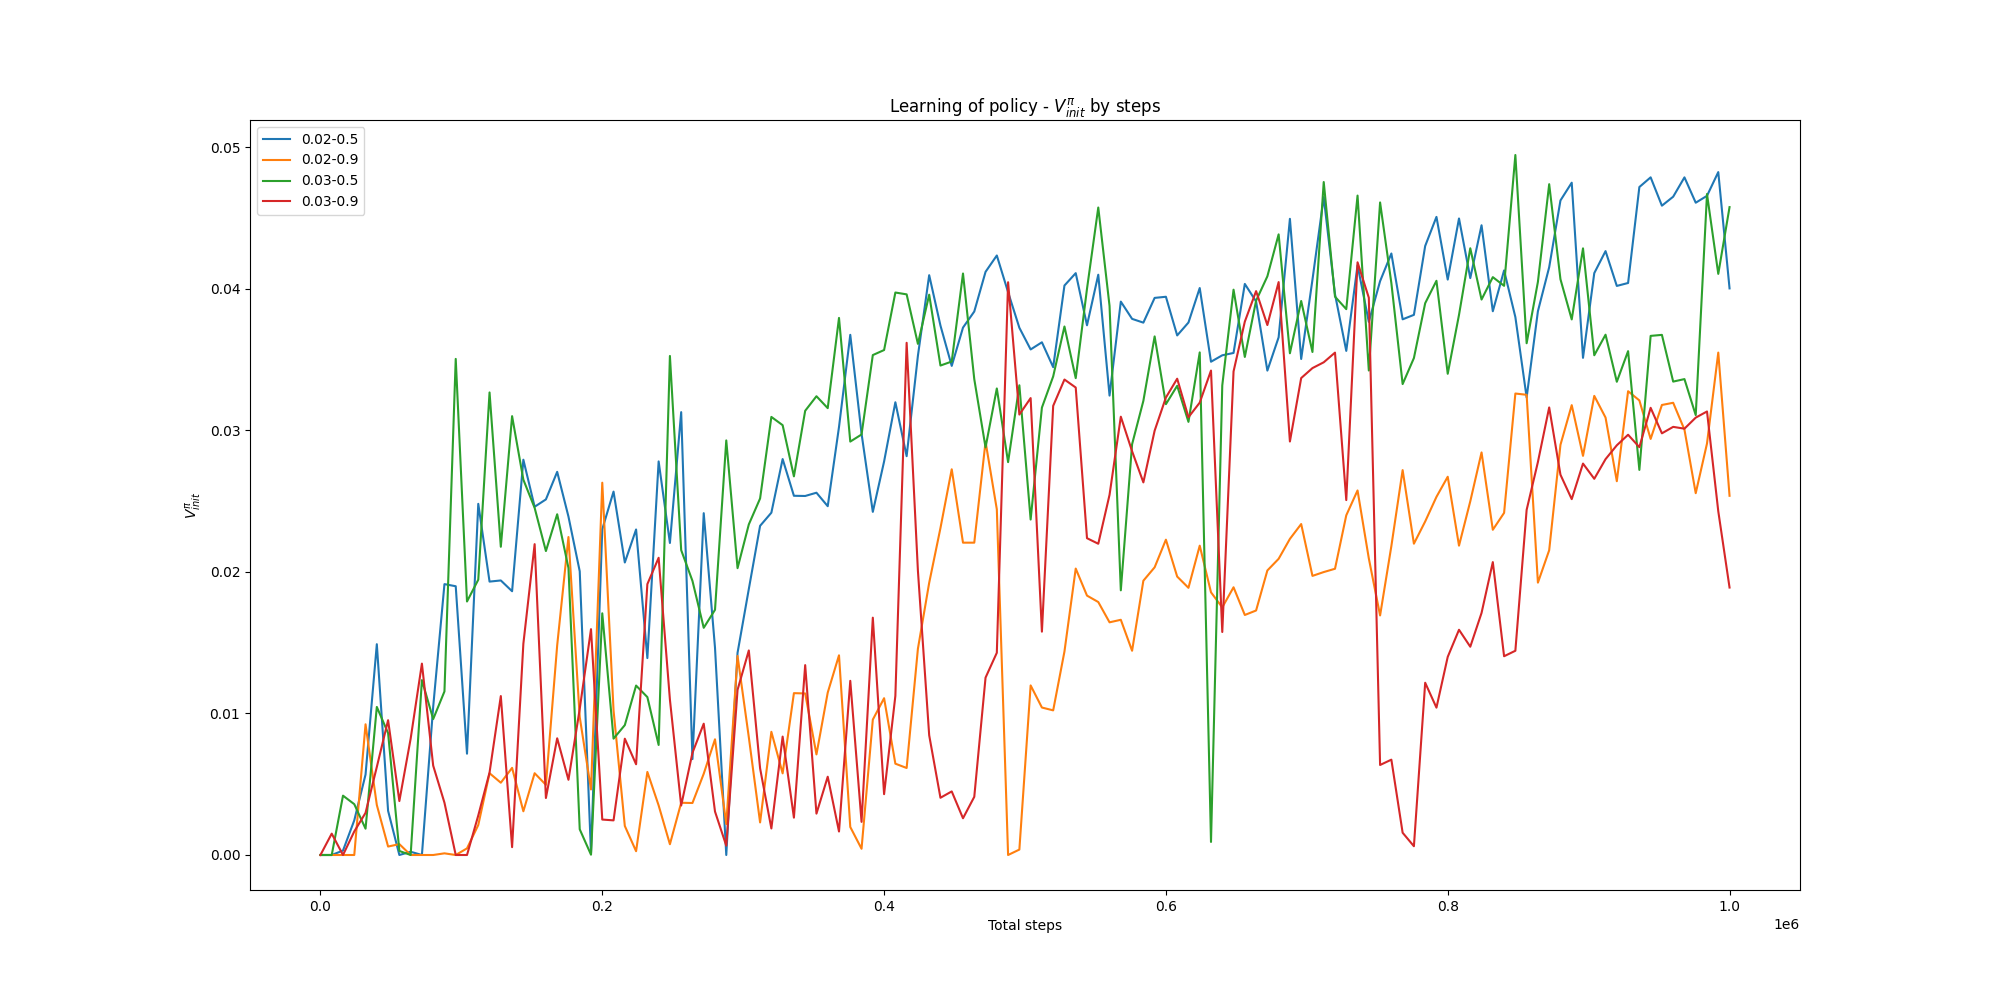 Learning of policy - $V^{\pi}_{init}$ by steps
0.02-0.5
0.02-0.9
0.03-0.5
0.03-0.9
$V^{\pi}_{init}$
0.05
0.04
0.03
0.02
0.01
0.00
0.0 0.2 0.4 0.6 0.8 1.0
Total steps
1e6